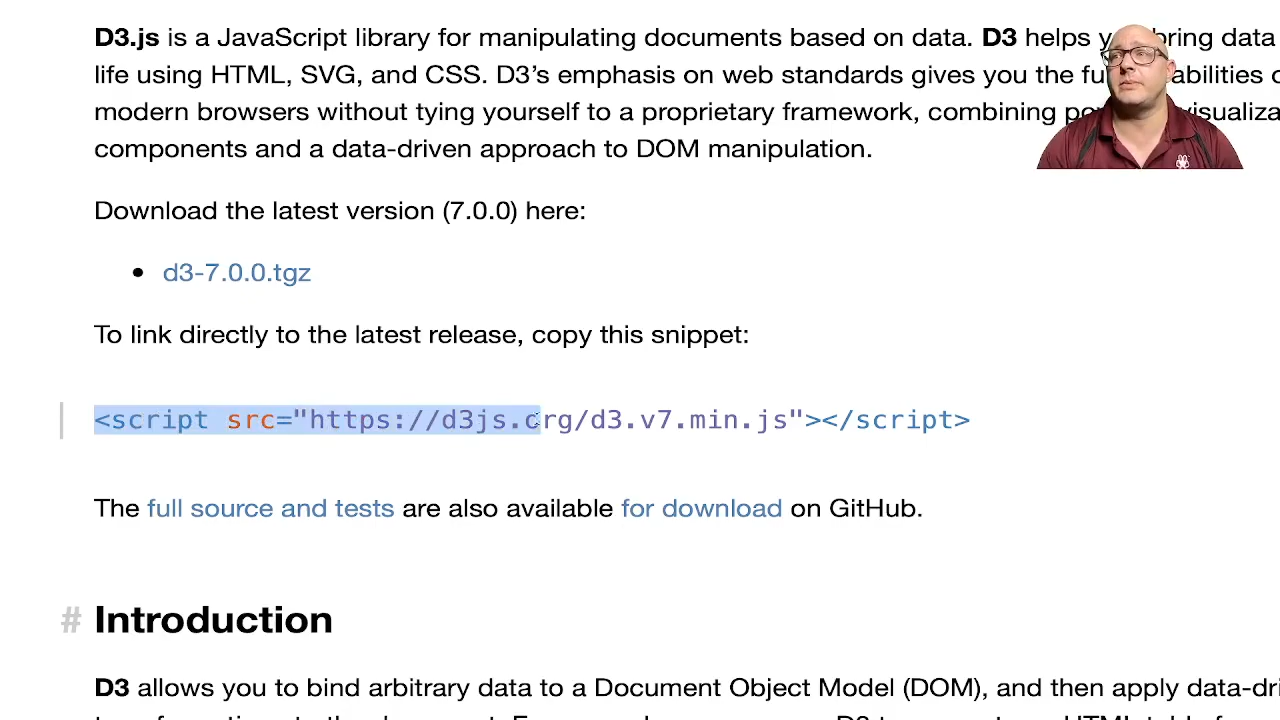 D3.js is a JavaScript library for manipulating documents based on data. D3 helps bring data
life using HTML, SVG, and CSS. D3’s emphasis on web standards gives you the
modern browsers without tying yourself to a proprietary framework, combining
components and a data-driven approach to DOM manipulation.
Download the latest version (7.0.0) here:
• d3-7.0.0.tgz
To link directly to the latest release, copy this snippet:
<script src="https://d3js.org/d3.v7.min.js"></script>
The full source and tests are also available for download on GitHub.
# Introduction
D3 allows you to bind arbitrary data to a Document Object Model (DOM), and then apply